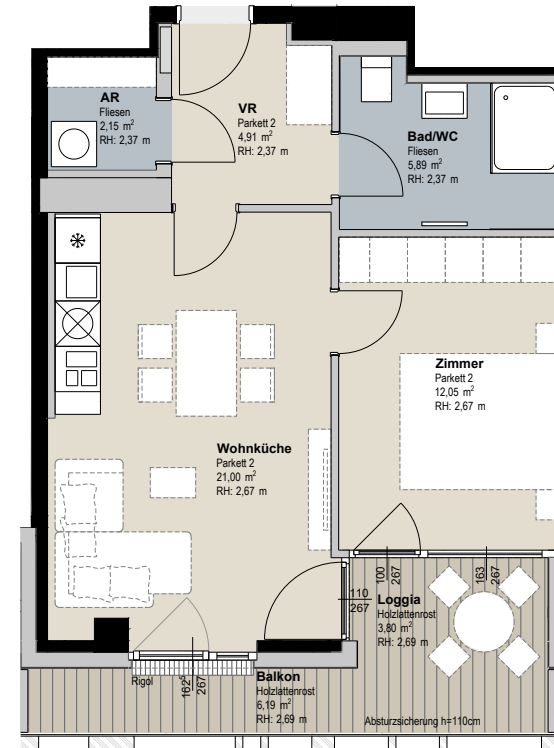 AR
Fliesen
2,15 m²
RH: 2,37 m
VR
Parkett 2
4,91 m²
RH: 2,37 m
Bad/WC
Fliesen
5,89 m²
RH: 2,37 m
Zimmer
Parkett 2
12,05 m²
RH: 2,67 m
Wohnküche
Parkett 2
21,00 m²
RH: 2,67 m
100
267
163
267
110
267
Loggia
Holzlattenrost
3,80 m²
RH: 2,69 m
Rigol
162⁵
267
Balkon
Holzlattenrost
6,19 m²
RH: 2,69 m
Absturzsicherung h=110cm